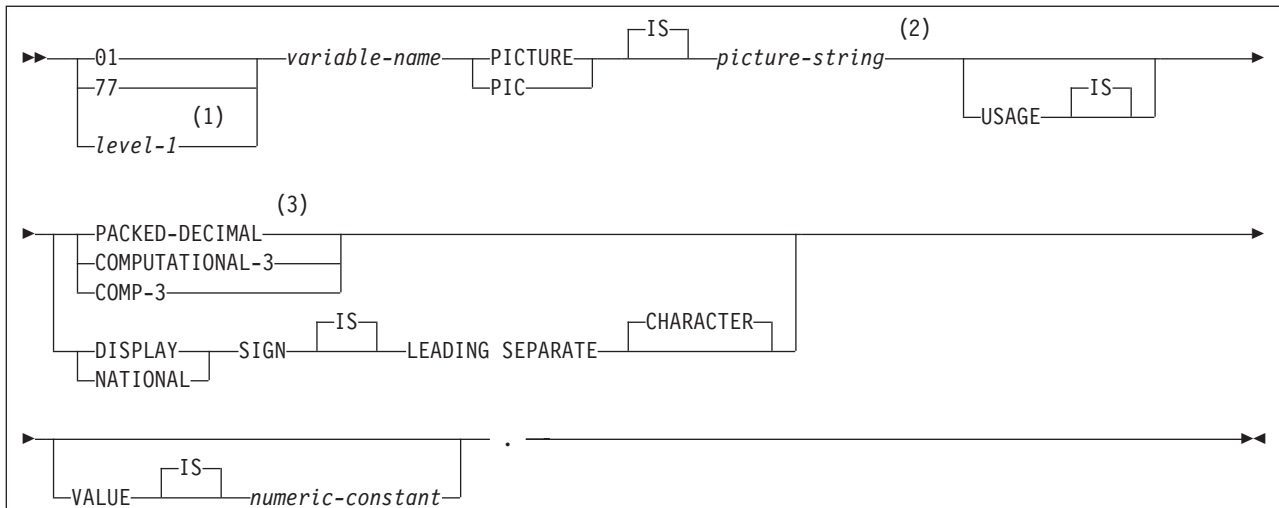 IS (2)
01 variable-name PICTURE picture-string
77 PIC IS
(1) USAGE
level-1
(3)
PACKED-DECIMAL
COMPUTATIONAL-3
COMP-3
IS CHARACTER
DISPLAY SIGN LEADING SEPARATE
NATIONAL
.
IS
VALUE numeric-constant